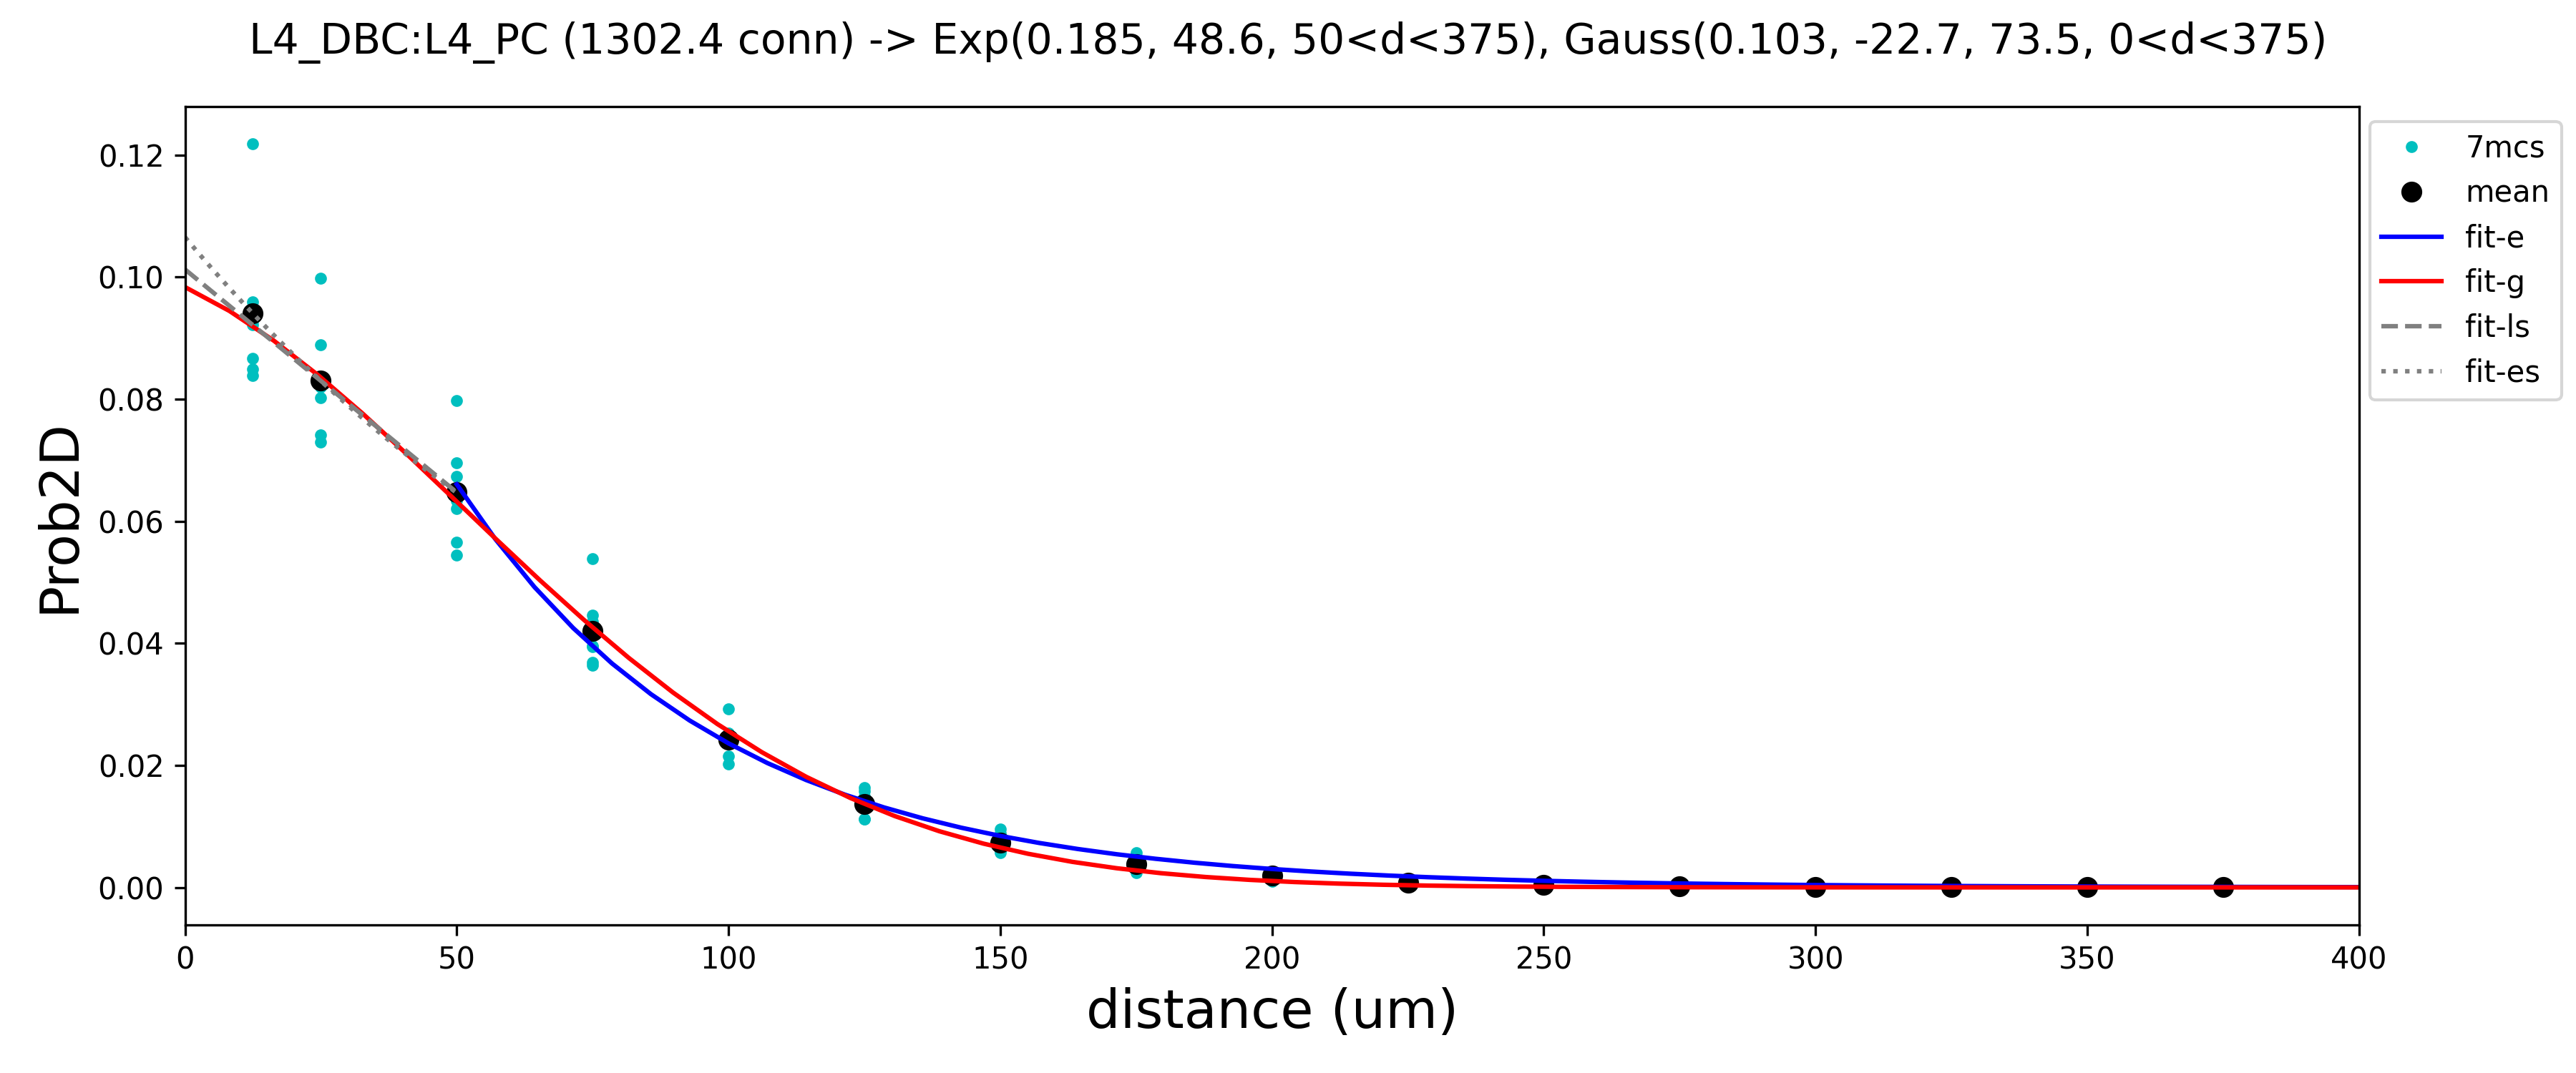 L4_DBC:L4_PC (1302.4 conn) -> Exp(0.185, 48.6, 50<d<375), Gauss(0.103, -22.7, 73.5, 0<d<375)
Prob2D
0.12
0.10
0.08
0.06
0.04
0.02
0.00
0 50 100 150 200 250 300 350 400
distance (um)
7mcs
mean
fit-e
fit-g
fit-ls
fit-es